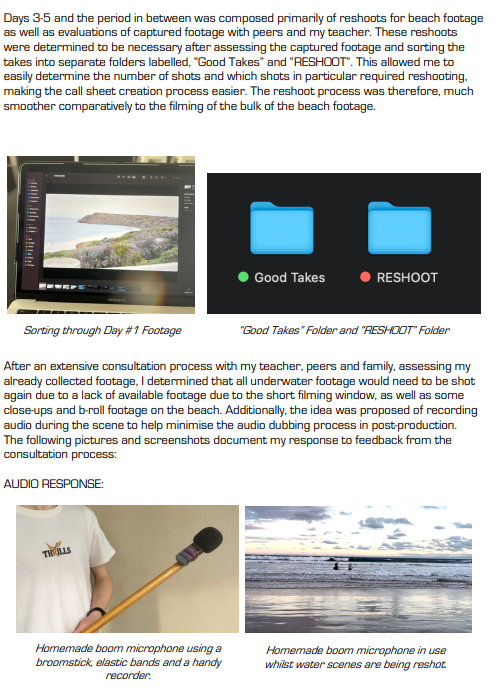 Days 3-5 and the period in between was composed primarily of reshoots for beach footage
as well as evaluations of captured footage with peers and my teacher. These reshoots
were determined to be necessary after assessing the captured footage and sorting the
takes into separate folders labelled, “Good Takes” and “RESHOOT”. This allowed me to
easily determine the number of shots and which shots in particular required reshooting,
making the call sheet creation process easier. The reshoot process was therefore, much
smoother comparatively to the filming of the bulk of the beach footage.
Good Takes
RESHOOT
Sorting through Day #1 Footage
“Good Takes” Folder and “RESHOOT” Folder
After an extensive consultation process with my teacher, peers and family, assessing my
already collected footage, I determined that all underwater footage would need to be shot
again due to a lack of available footage due to the short filming window, as well as some
close-ups and b-roll footage on the beach. Additionally, the idea was proposed of recording
audio during the scene to help minimise the audio dubbing process in post-production.
The following pictures and screenshots document my response to feedback from the
consultation process:
AUDIO RESPONSE:
THRILLS
Homemade boom microphone using a
broomstick, elastic bands and a handy
recorder.
Homemade boom microphone in use
whilst water scenes are being reshot.